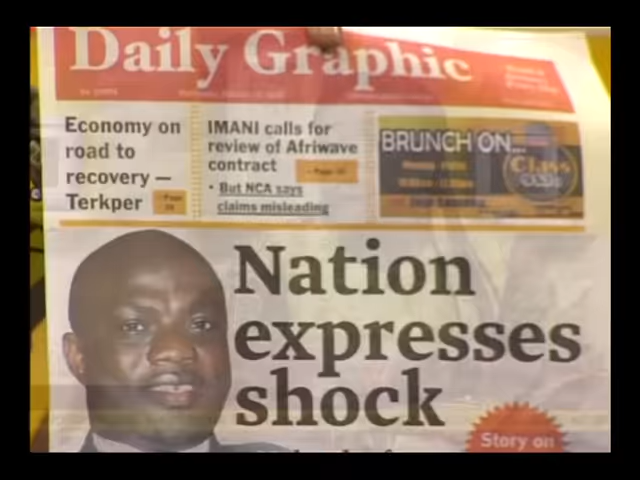 Daily Graphic
Economy on
road to
recovery —
Terkper
IMANI calls for
review of Afriwave
contract
• But NCA says
claims misleading
BRUNCH ON...
Class
Nation
expresses
shock
Story on